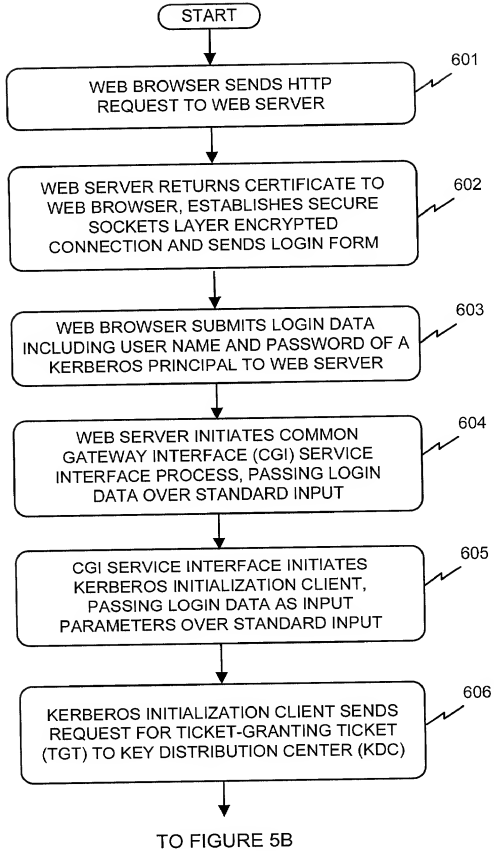 START
WEB BROWSER SENDS HTTP
REQUEST TO WEB SERVER
601
WEB SERVER RETURNS CERTIFICATE TO
WEB BROWSER, ESTABLISHES SECURE
SOCKETS LAYER ENCRYPTED
CONNECTION AND SENDS LOGIN FORM
602
WEB BROWSER SUBMITS LOGIN DATA
INCLUDING USER NAME AND PASSWORD OF A
KERBEROS PRINCIPAL TO WEB SERVER
603
WEB SERVER INITIATES COMMON
GATEWAY INTERFACE (CGI) SERVICE
INTERFACE PROCESS, PASSING LOGIN
DATA OVER STANDARD INPUT
604
CGI SERVICE INTERFACE INITIATES
KERBEROS INITIALIZATION CLIENT,
PASSING LOGIN DATA AS INPUT
PARAMETERS OVER STANDARD INPUT
605
KERBEROS INITIALIZATION CLIENT SENDS
REQUEST FOR TICKET-GRANTING TICKET
(TGT) TO KEY DISTRIBUTION CENTER (KDC)
606
TO FIGURE 5B